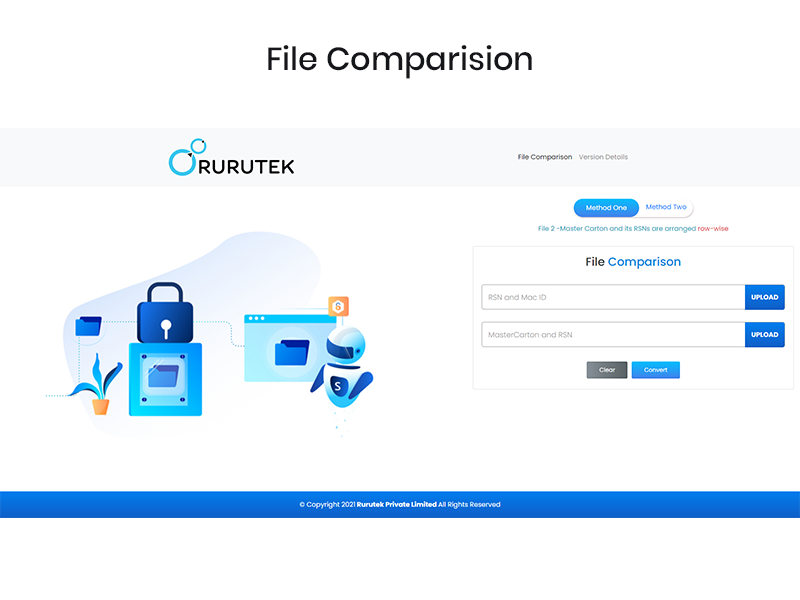 File Comparision
RURUTEK
File Comparison Version Details
Method One Method Two
File 2 -Master Carton and its RSNs are arranged row-wise
File Comparison
RSN and Mac ID UPLOAD
MasterCarton and RSN UPLOAD
Clear Convert
S
© Copyright 2021 Rurutek Private Limited All Rights Reserved